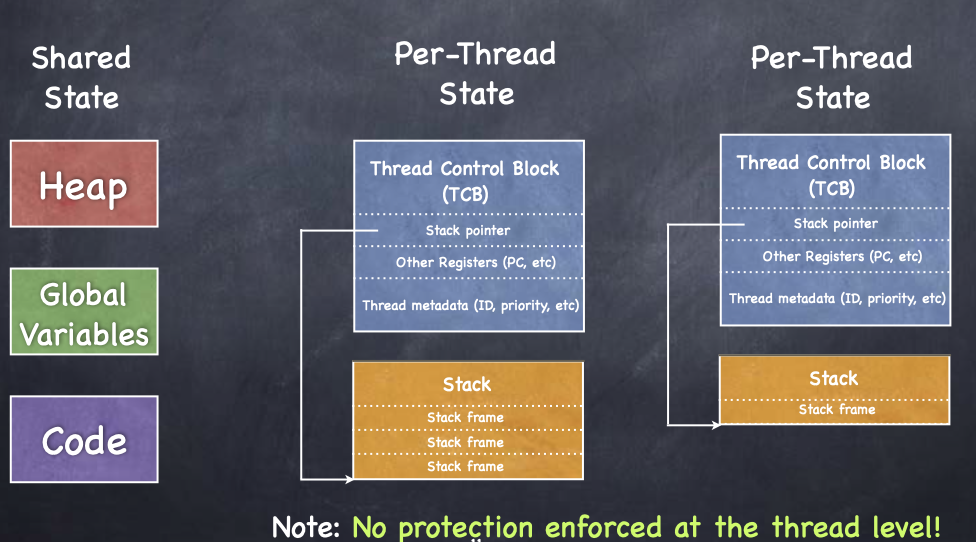 Shared
State
Heap
Global
Variables
Code
Per-Thread
State
Thread Control Block
(TCB)
Stack pointer
Other Registers (PC, etc)
Thread metadata (ID, priority, etc)
Stack
Stack frame
Stack frame
Stack frame
Per-Thread
State
Thread Control Block
(TCB)
Stack pointer
Other Registers (PC, etc)
Thread metadata (ID, priority, etc)
Stack
Stack frame
Note: No protection enforced at the thread level!